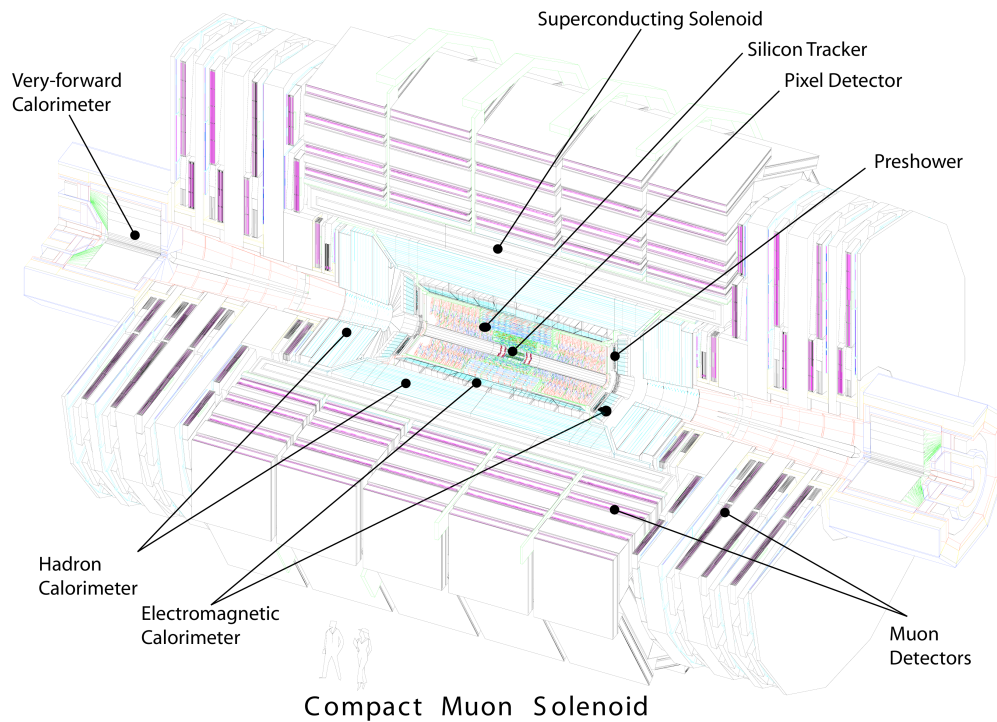 Superconducting Solenoid
Silicon Tracker
Very-forward
Calorimeter
Pixel Detector
Preshower
Hadron
Calorimeter
Electromagnetic
Calorimeter
Muon
Detectors
Compact Muon Solenoid